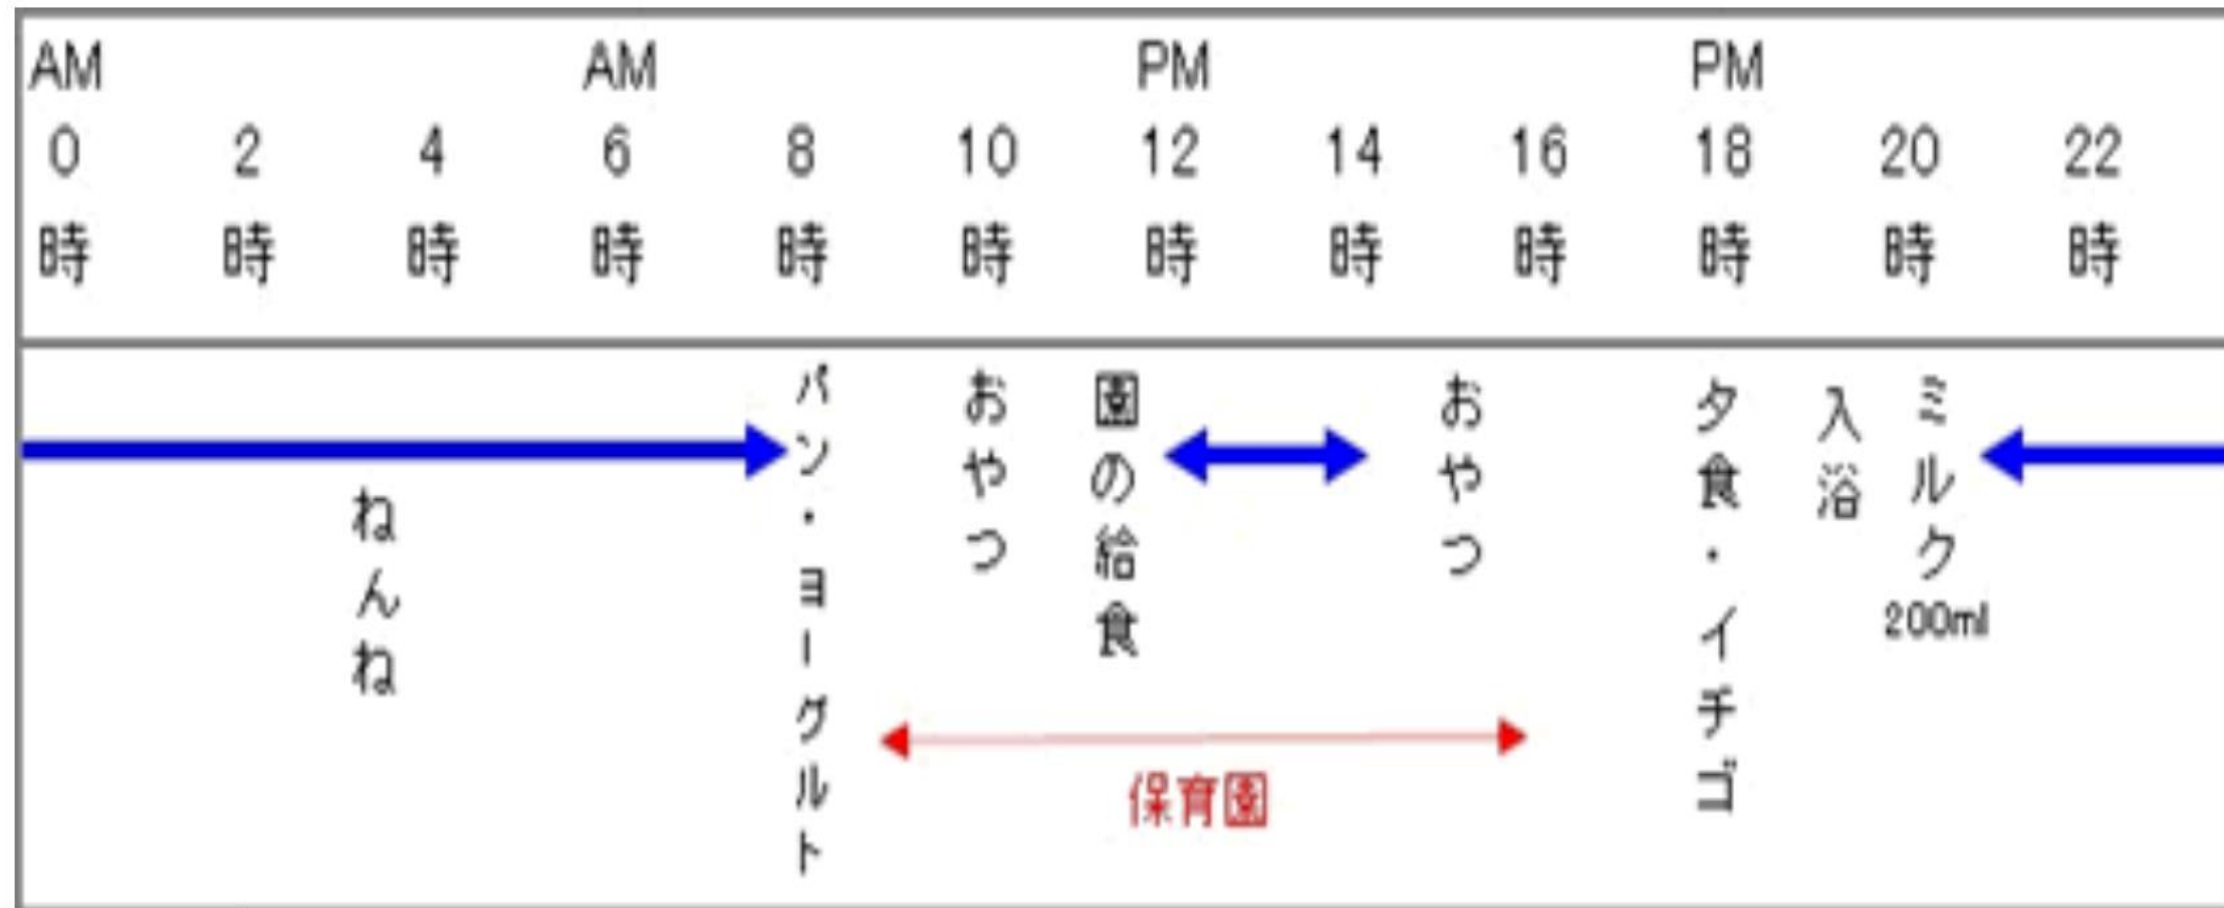 AM AM PM PM
0 2 4 6 8 10 12 14 16 18 20 22
時 時 時 時 時 時 時 時 時 時 時 時
ねんね
パン・ヨーグルト
おやつ
園の給食
おやつ
夕食・イチゴ
入浴
ミルク
200ml
保育園